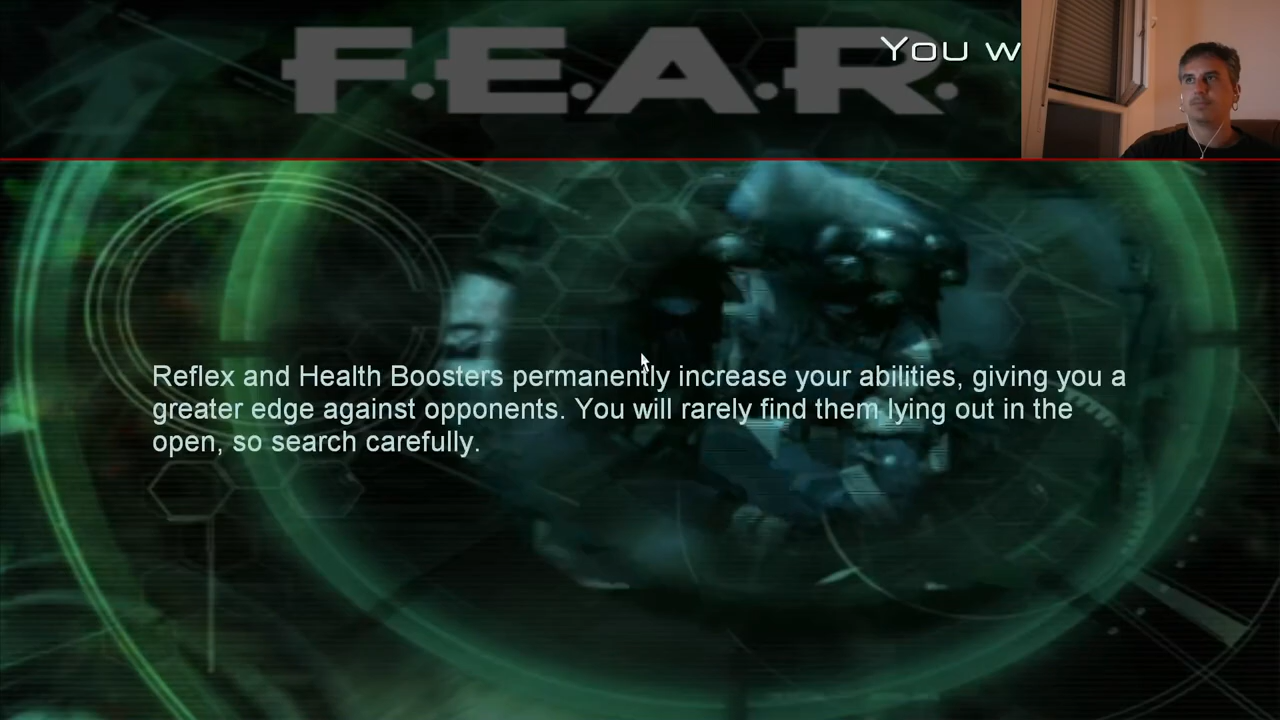 F.E.A.R.
You w
Reflex and Health Boosters permanently increase your abilities, giving you a
greater edge against opponents. You will rarely find them lying out in the
open, so search carefully.